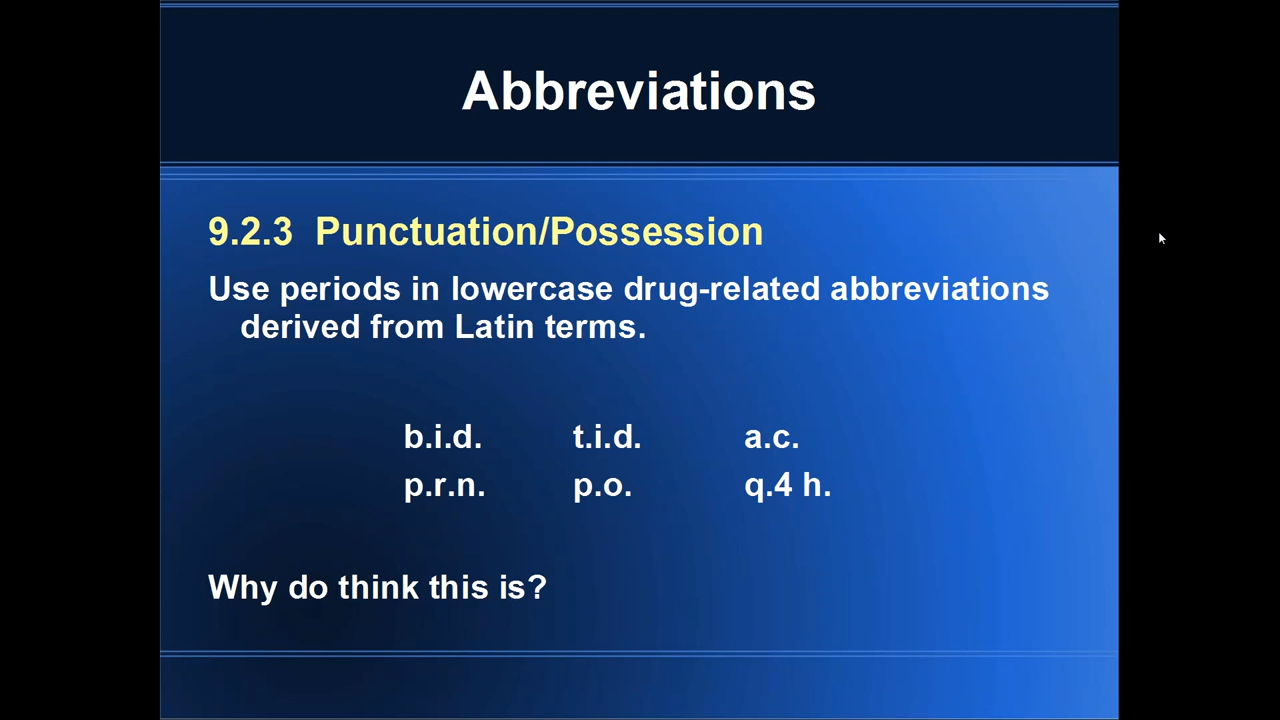 Abbreviations
9.2.3 Punctuation/Possession
Use periods in lowercase drug-related abbreviations
derived from Latin terms.
b.i.d. t.i.d. a.c.
p.r.n. p.o. q.4 h.
Why do think this is?